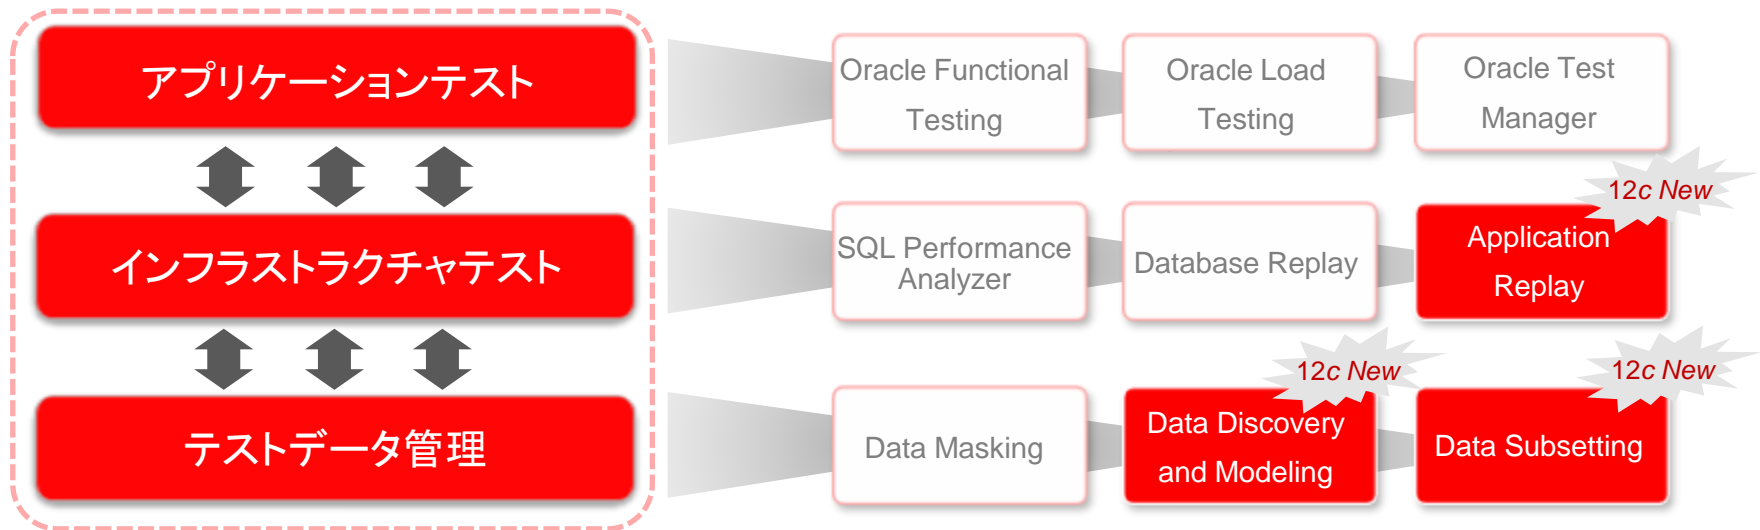 アプリケーションテスト
Oracle Functional
Testing
Oracle Load
Testing
Oracle Test
Manager
インフラストラクチャテスト
SQL Performance
Analyzer
Database Replay
12c New
Application
Replay
テストデータ管理
Data Masking
12c New
Data Discovery
and Modeling
12c New
Data Subsetting